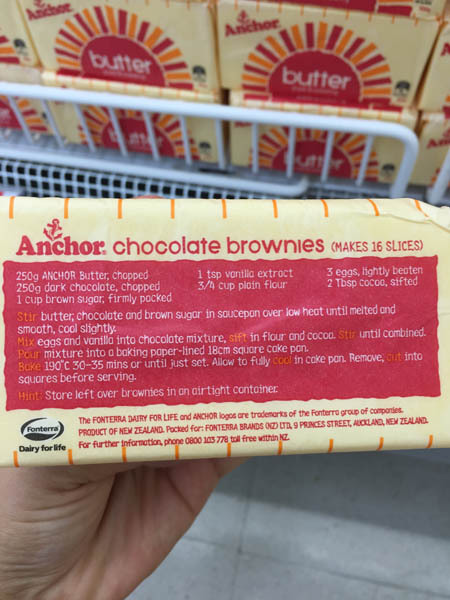 Anchor
Anchor
butter
butter
butter
butter
Anchor chocolate brownies (MAKES 16 SLICES)
250g ANCHOR Butter, chopped
250g dark chocolate, chopped
1 cup brown sugar, firmly packed
1 tsp vanilla extract
3/4 cup plain flour
3 eggs, lightly beaten
2 Tbsp cocoa, sifted
Stir butter, chocolate and brown sugar in saucepan over low heat until melted and
smooth, cool slightly.
Mix eggs and vanilla into chocolate mixture, sift in flour and cocoa. Stir until combined.
Pour mixture into a baking paper-lined 18cm square cake pan.
Bake 190°C 30-35 mins or until just set. Allow to fully cool in cake pan. Remove, cut into
squares before serving.
Hint: Store left over brownies in an airtight container.
Fonterra
Dairy for life
The FONTERRA DAIRY FOR LIFE and ANCHOR logos are trademarks of the Fonterra group of companies.
PRODUCT OF NEW ZEALAND. Packed for: FONTERRA BRANDS (NZ) LTD, 9 PRINCES STREET, AUCKLAND, NEW ZEALAND.
For further information, phone 0800 103 778 toll free within NZ.